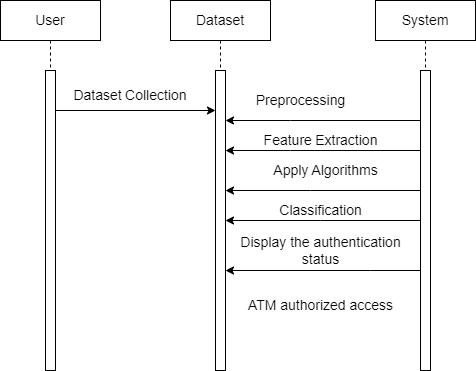 User
Dataset
System
Dataset Collection
Preprocessing
Feature Extraction
Apply Algorithms
Classification
Display the authentication
status
ATM authorized access